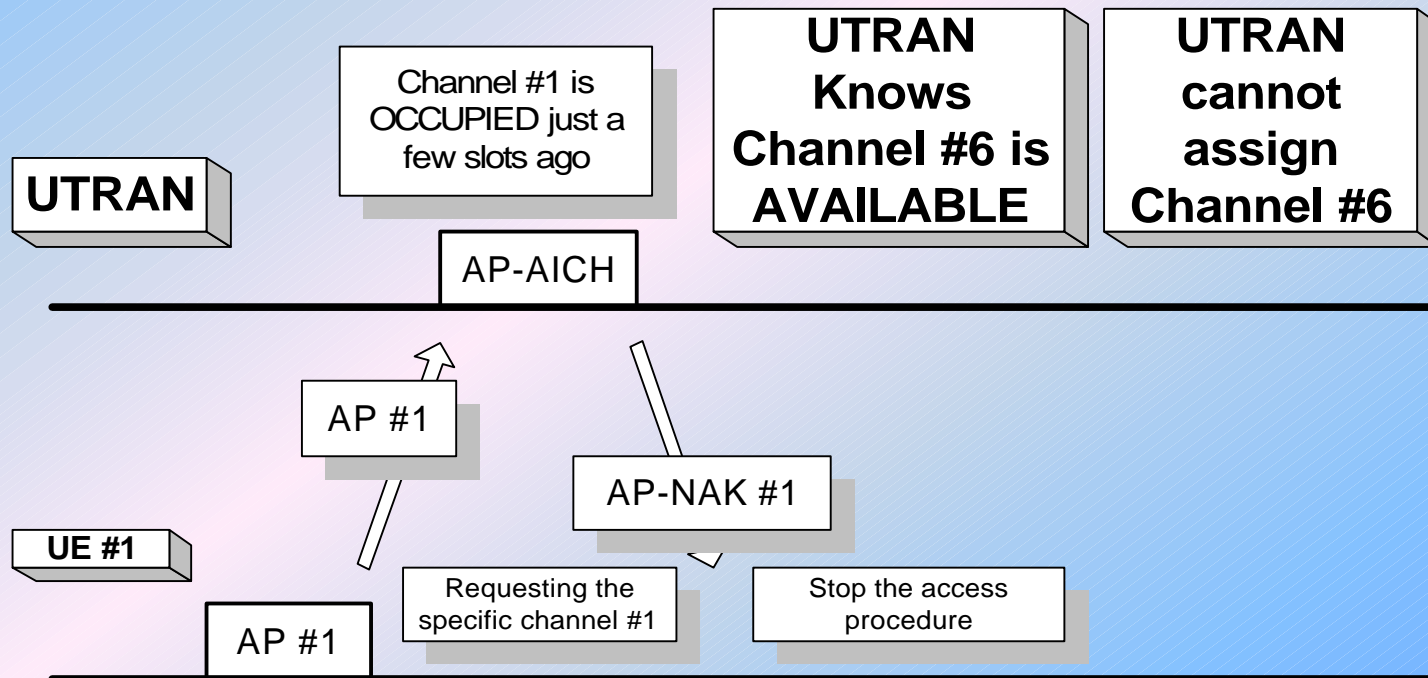 UTRAN
Channel #1 is
OCCUPIED just a
few slots ago
UTRAN
Knows
Channel #6 is
AVAILABLE
UTRAN
cannot
assign
Channel #6
AP-AICH
AP #1
AP-NAK #1
UE #1
Requesting the
specific channel #1
Stop the access
procedure
AP #1